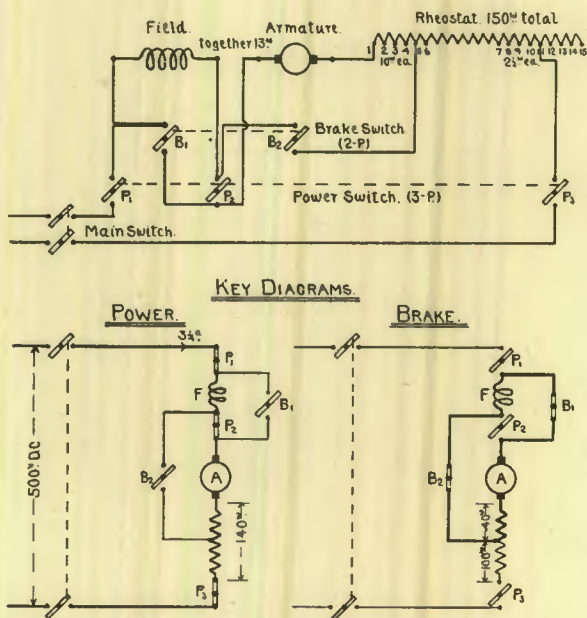 Field. Armature. Rheostat. 150ω total
together 13ω
1 2 3 4 5 6 7 8 9 10 11 12 13 14 15
10ω ea. 2½ω ea.
B₁ B₂ Brake Switch
(2-P.)
P₁ P₂ Power Switch. (3-P.) P₃
Main Switch.
KEY DIAGRAMS.
POWER. BRAKE.
3¼ᵃ
P₁ P₁
F B₁ F B₁
P₂ P₂
500ᵛ D.C B₂ A B₂ A
140ω 100ω 40ω
P₃ P₃